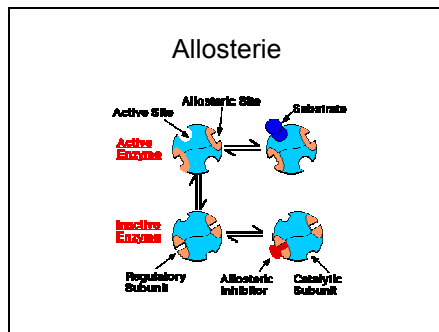 Allosterie
Allosteric Site
Substrate
Active Site
Active
Enzyme
Inactive
Enzyme
Regulatory
Subunit
Allosteric
Inhibitor
Catalytic
Subunit